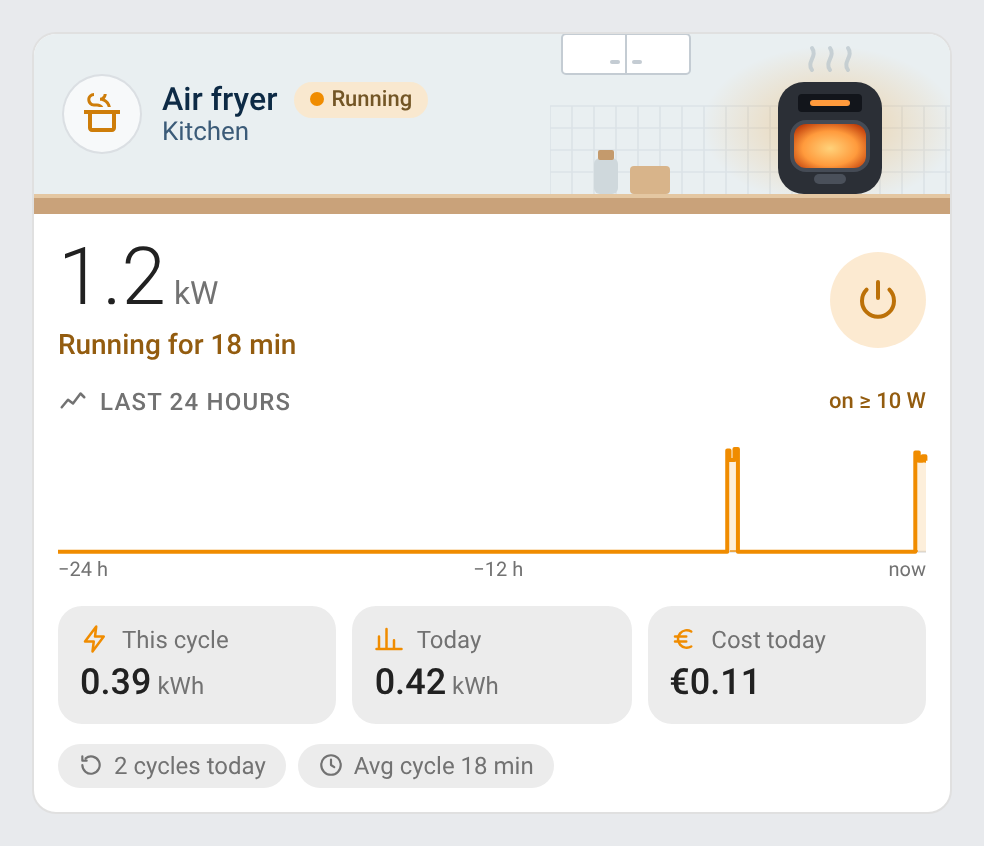 Air fryer
Running
Kitchen
1.2 kW
Running for 18 min
LAST 24 HOURS
on ≥ 10 W
−24 h
−12 h
now
This cycle
0.39 kWh
Today
0.42 kWh
Cost today
€0.11
2 cycles today
Avg cycle 18 min